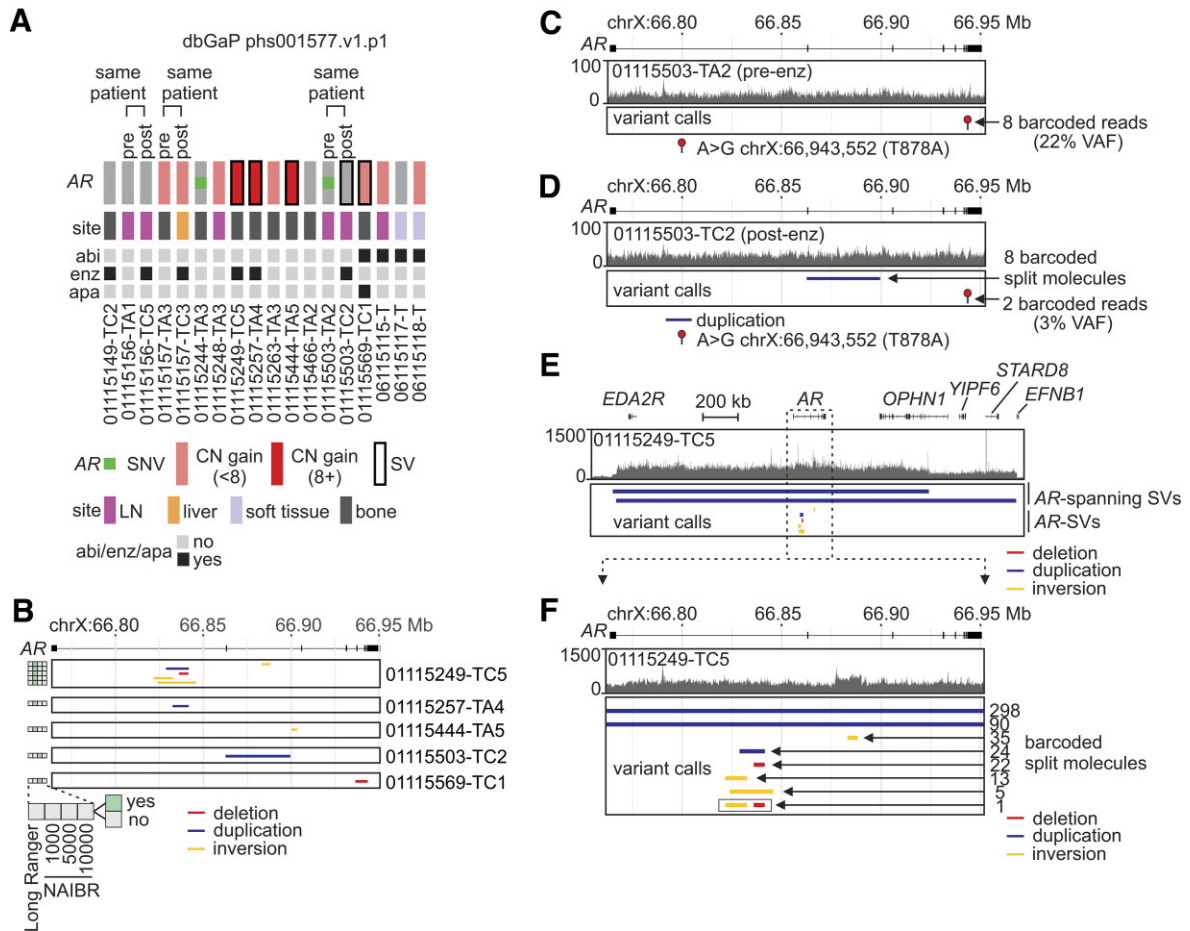 A
dbGaP phs001577.v1.p1
same patient
same patient
same patient
pre
post
pre
post
pre
post
AR
site
abi
enz
apa
01115149-TC2
01115156-TA1
01115156-TC5
01115157-TA3
01115157-TC3
01115244-TA3
01115248-TA3
01115249-TC5
01115257-TA4
01115263-TA3
01115444-TA5
01115466-TA2
01115503-TA2
01115503-TC2
01115569-TC1
06115115-T
06115117-T
06115118-T
AR SNV CN gain (<8) CN gain (8+) SV
site LN liver soft tissue bone
abi/enz/apa no yes
B
chrX:66.80 66.85 66.90 66.95 Mb
AR
01115249-TC5
01115257-TA4
01115444-TA5
01115503-TC2
01115569-TC1
yes
no
Long Ranger
1000
5000
10000
NAIBR
deletion
duplication
inversion
C
chrX:66.80 66.85 66.90 66.95 Mb
AR
100
0
01115503-TA2 (pre-enz)
variant calls
8 barcoded reads
(22% VAF)
A>G chrX:66,943,552 (T878A)
D
chrX:66.80 66.85 66.90 66.95 Mb
AR
100
0
01115503-TC2 (post-enz)
variant calls
8 barcoded
split molecules
2 barcoded reads
(3% VAF)
duplication
A>G chrX:66,943,552 (T878A)
E
EDA2R
200 kb
AR
OPHN1
YIPF6
STARD8
EFNB1
1500
0
01115249-TC5
variant calls
AR-spanning SVs
AR-SVs
deletion
duplication
inversion
F
chrX:66.80 66.85 66.90 66.95 Mb
AR
1500
0
01115249-TC5
variant calls
298
90
35
24
22
13
5
1
barcoded
split molecules
deletion
duplication
inversion